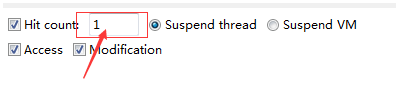 Hit count: 1 Suspend thread Suspend VM
Access Modification